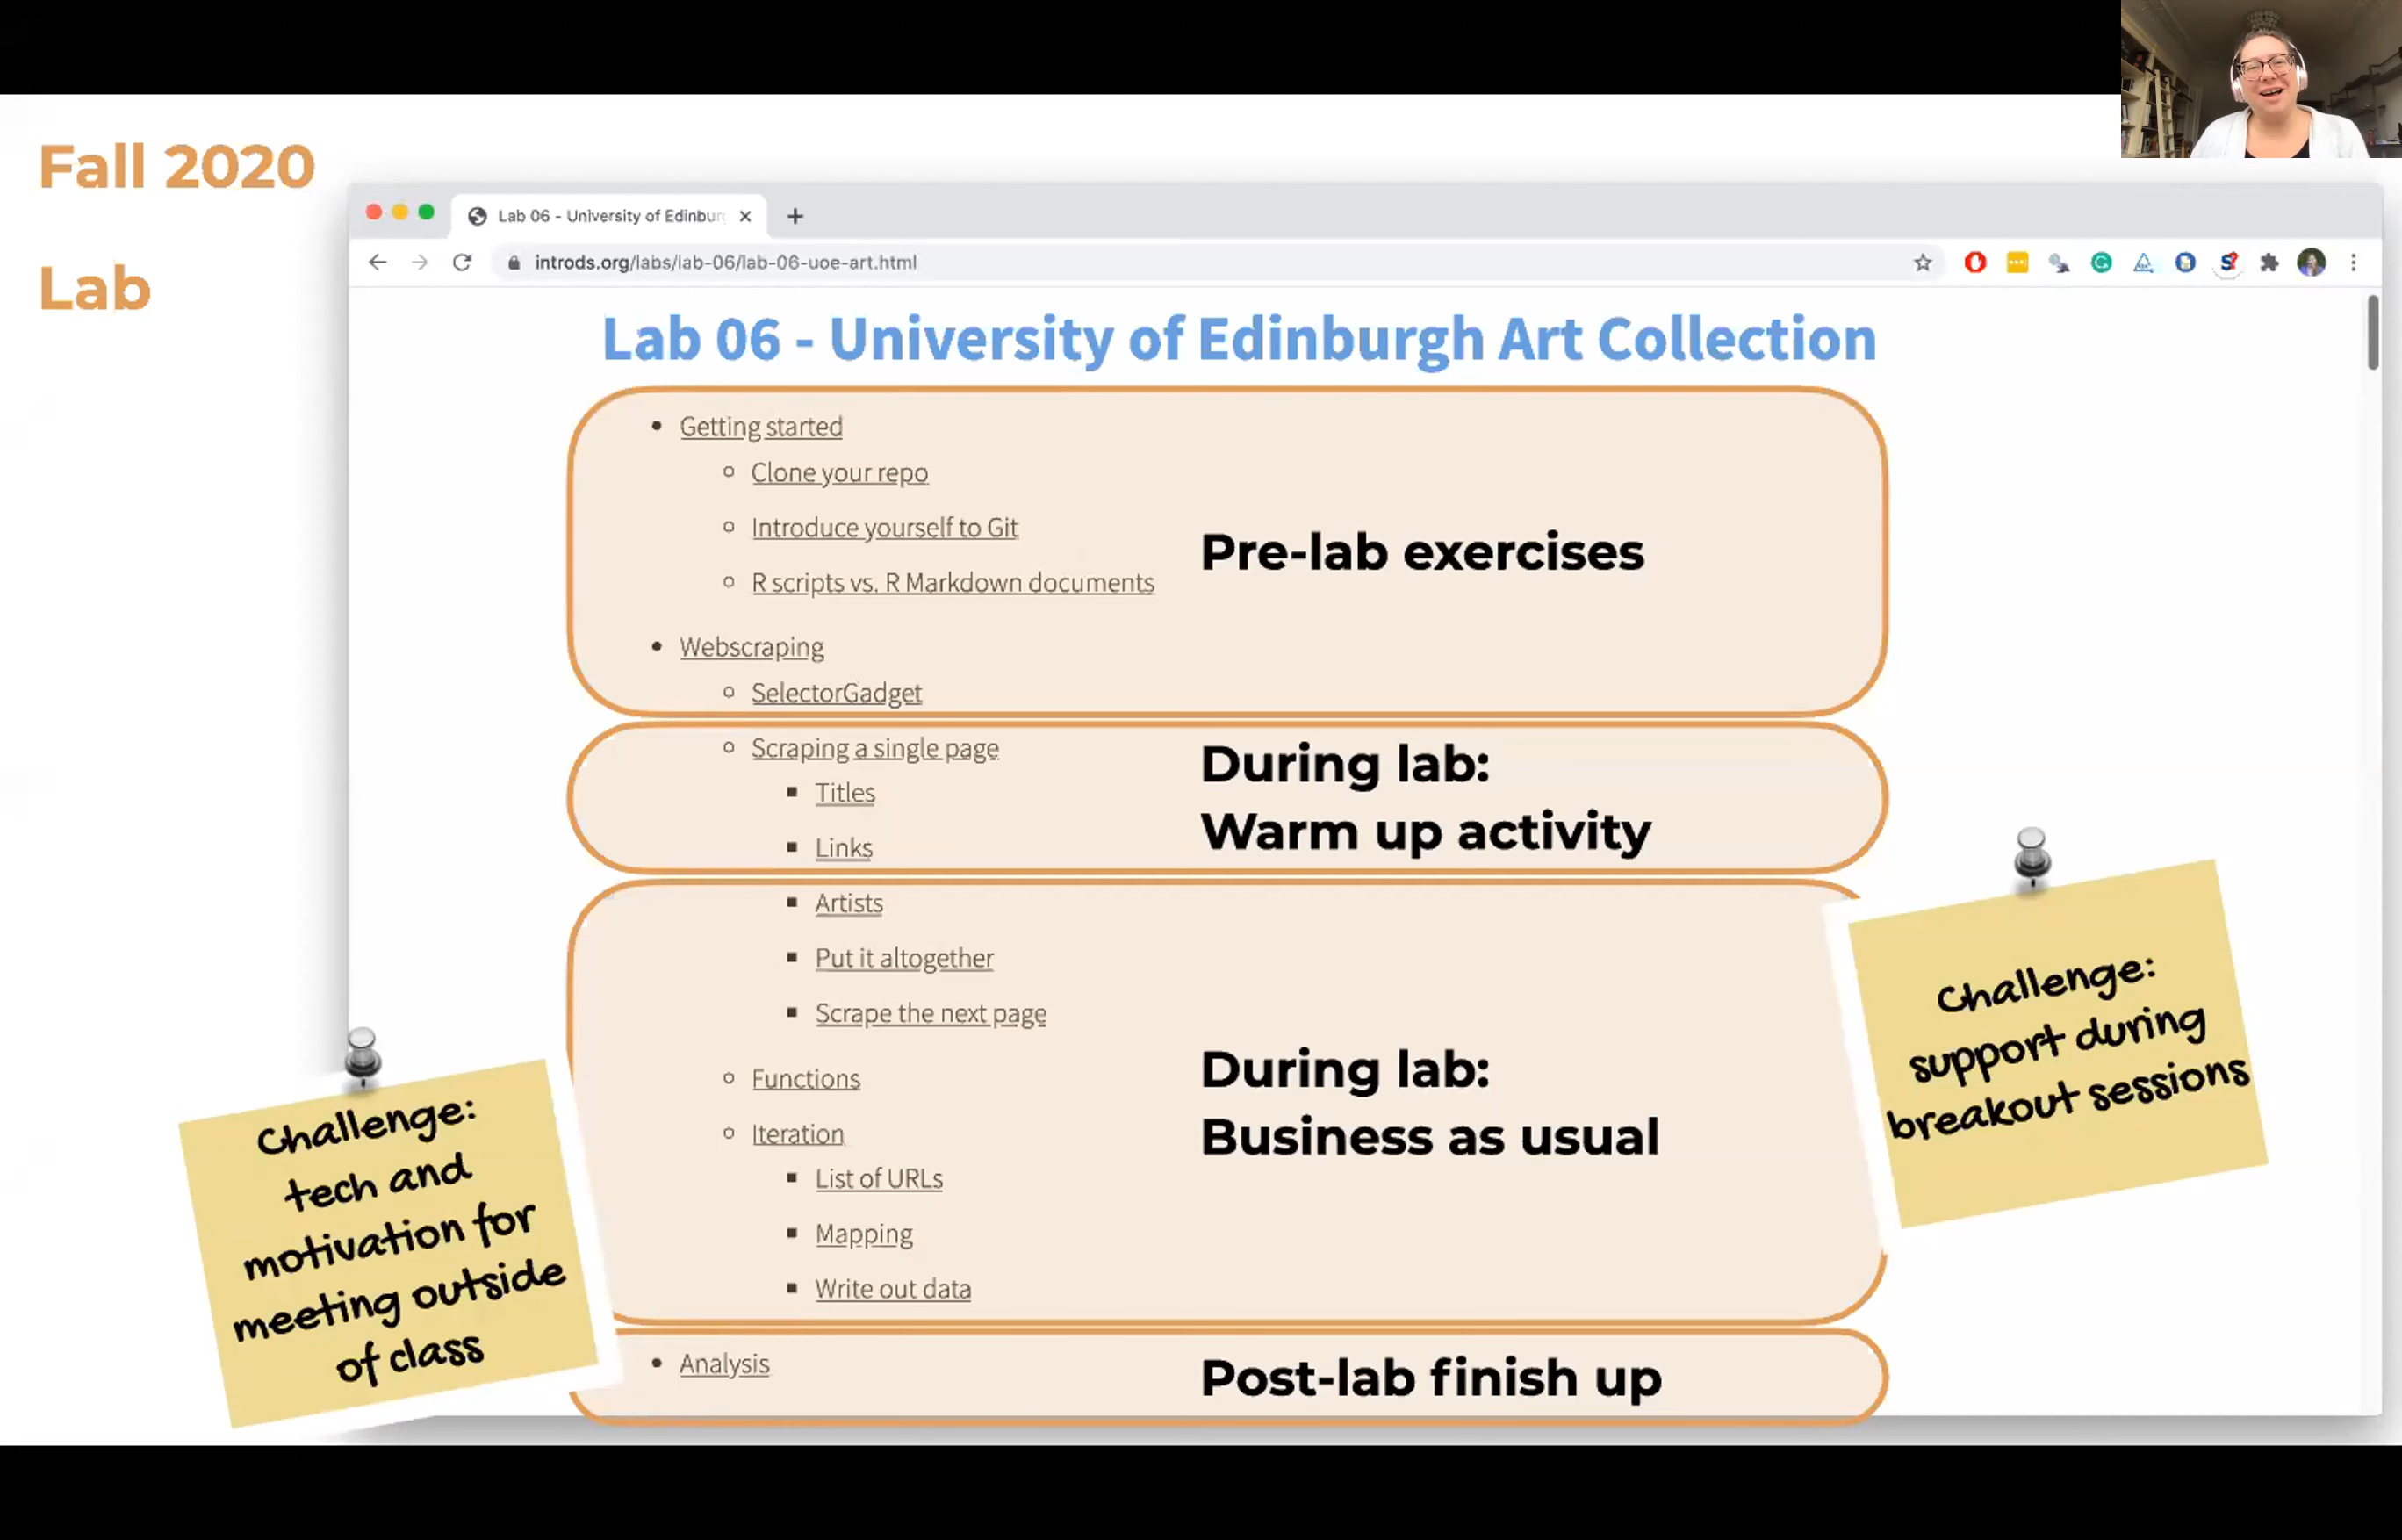 Fall 2020
Lab
Lab 06 - University of Edinbur
introds.org/labs/lab-06/lab-06-uoe-art.html
Lab 06 - University of Edinburgh Art Collection
Getting started
Clone your repo
Introduce yourself to Git
R scripts vs. R Markdown documents
Webscraping
SelectorGadget
Pre-lab exercises
Scraping a single page
Titles
Links
During lab:
Warm up activity
Artists
Put it altogether
Scrape the next page
Functions
Iteration
List of URLs
Mapping
Write out data
During lab:
Business as usual
Analysis
Post-lab finish up
Challenge:
tech and
motivation for
meeting outside
of class
Challenge:
support during
breakout sessions